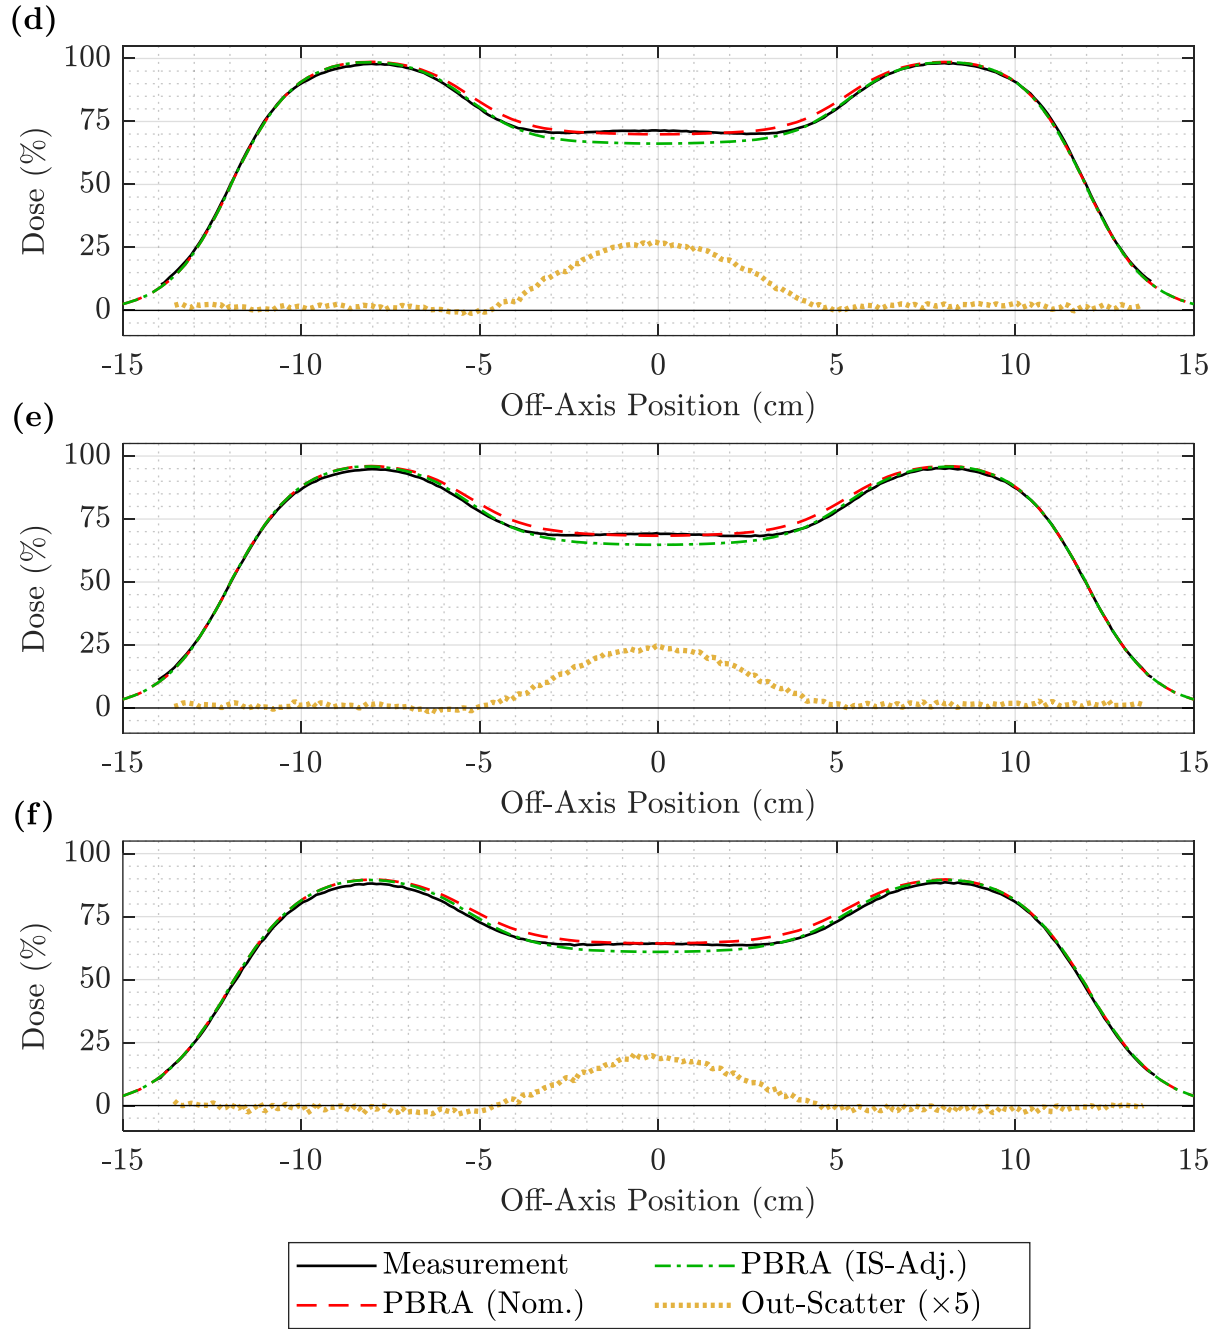 (d)
100
75
50
25
0
Dose (%)
-15 -10 -5 0 5 10 15
Off-Axis Position (cm)
(e)
100
75
50
25
0
Dose (%)
-15 -10 -5 0 5 10 15
Off-Axis Position (cm)
(f)
100
75
50
25
0
Dose (%)
-15 -10 -5 0 5 10 15
Off-Axis Position (cm)
Measurement PBRA (IS-Adj.)
PBRA (Nom.) Out-Scatter (×5)